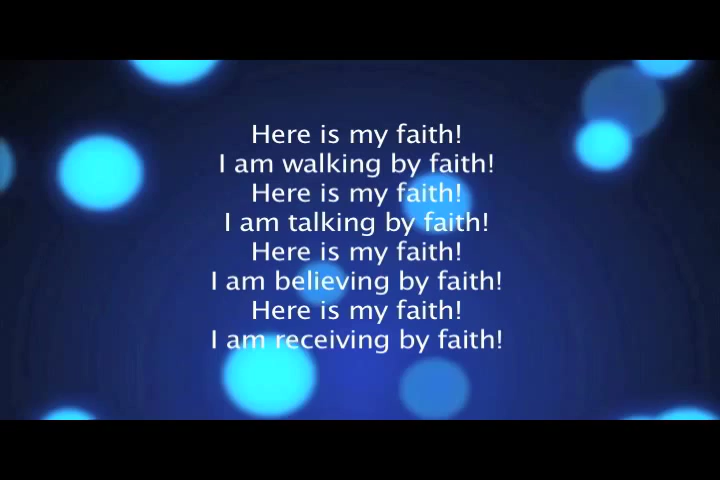 Here is my faith!
I am walking by faith!
Here is my faith!
I am talking by faith!
Here is my faith!
I am believing by faith!
Here is my faith!
I am receiving by faith!